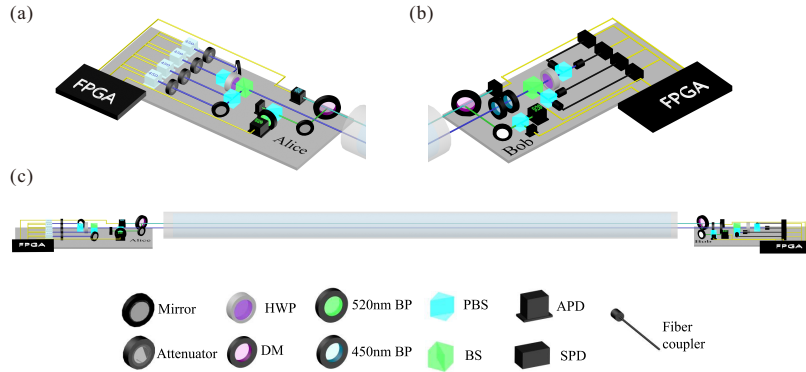 (a)
(b)
FPGA
Alice
FPGA
Bob
(c)
FPGA
Alice
Bob
FPGA
Mirror
HWP
520nm BP
PBS
APD
Fiber
coupler
Attenuator
DM
450nm BP
BS
SPD